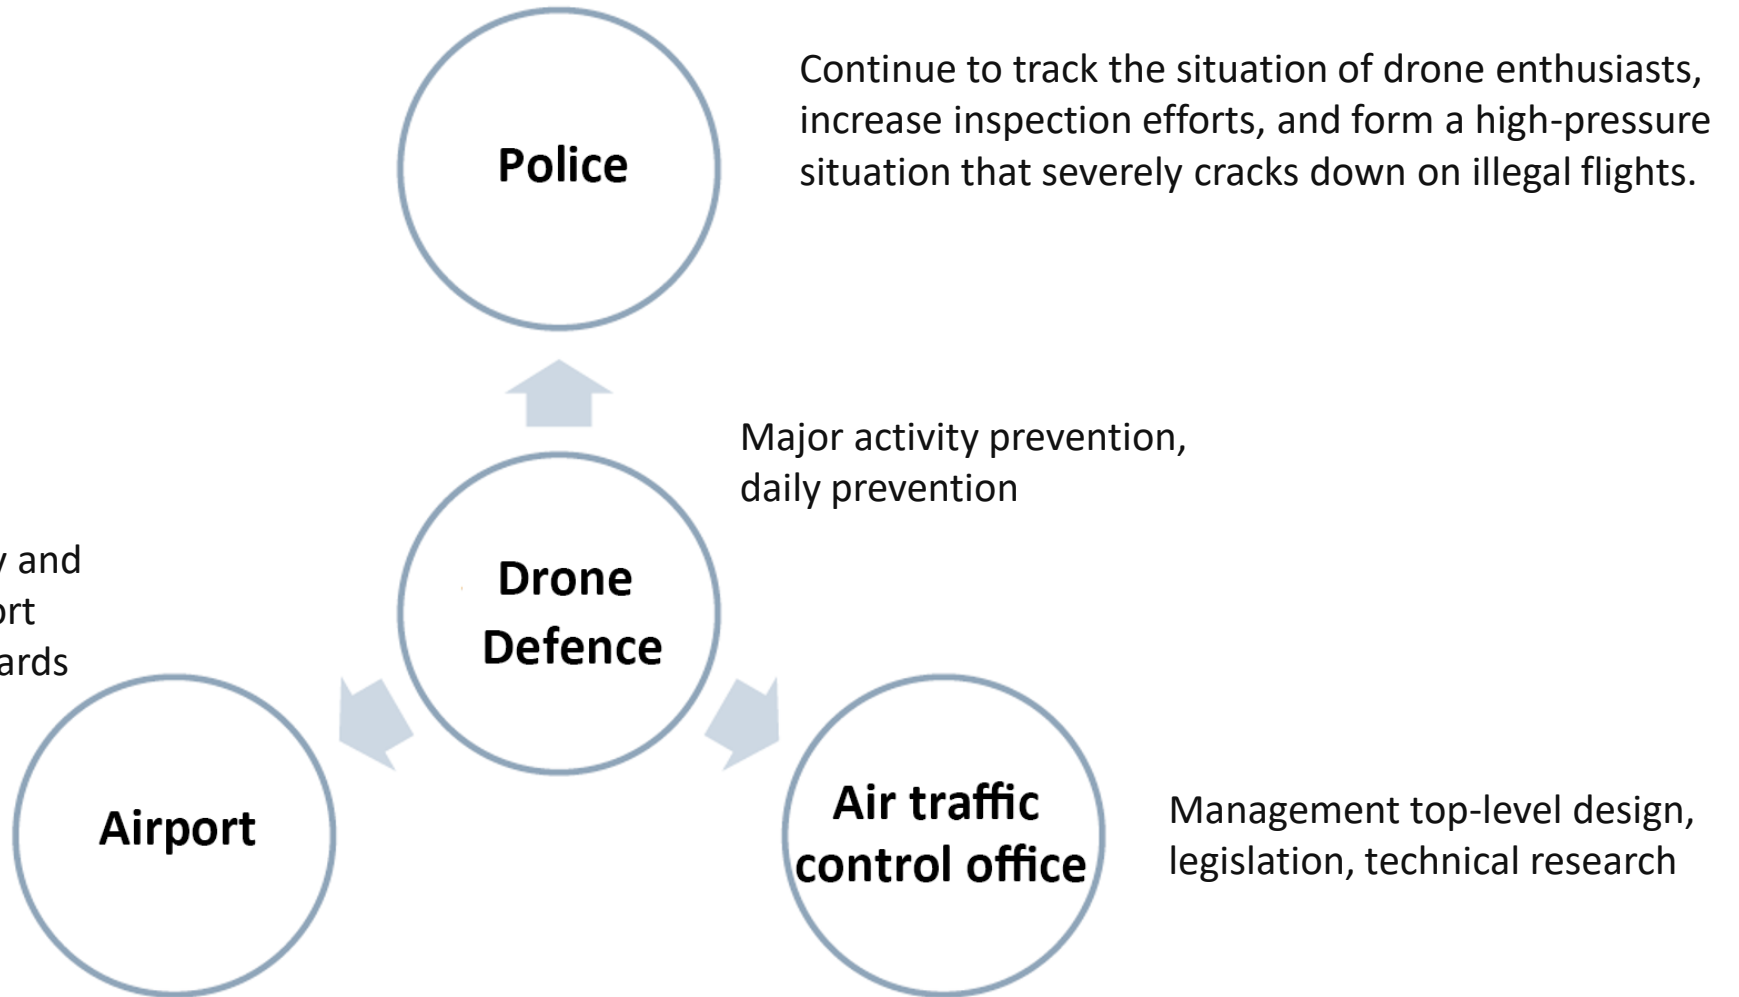 Police
Continue to track the situation of drone enthusiasts,
increase inspection efforts, and form a high-pressure
situation that severely cracks down on illegal flights.
Major activity prevention,
daily prevention
and
Drone
Defence
Airport
Air traffic
control office
Management top-level design,
legislation, technical research